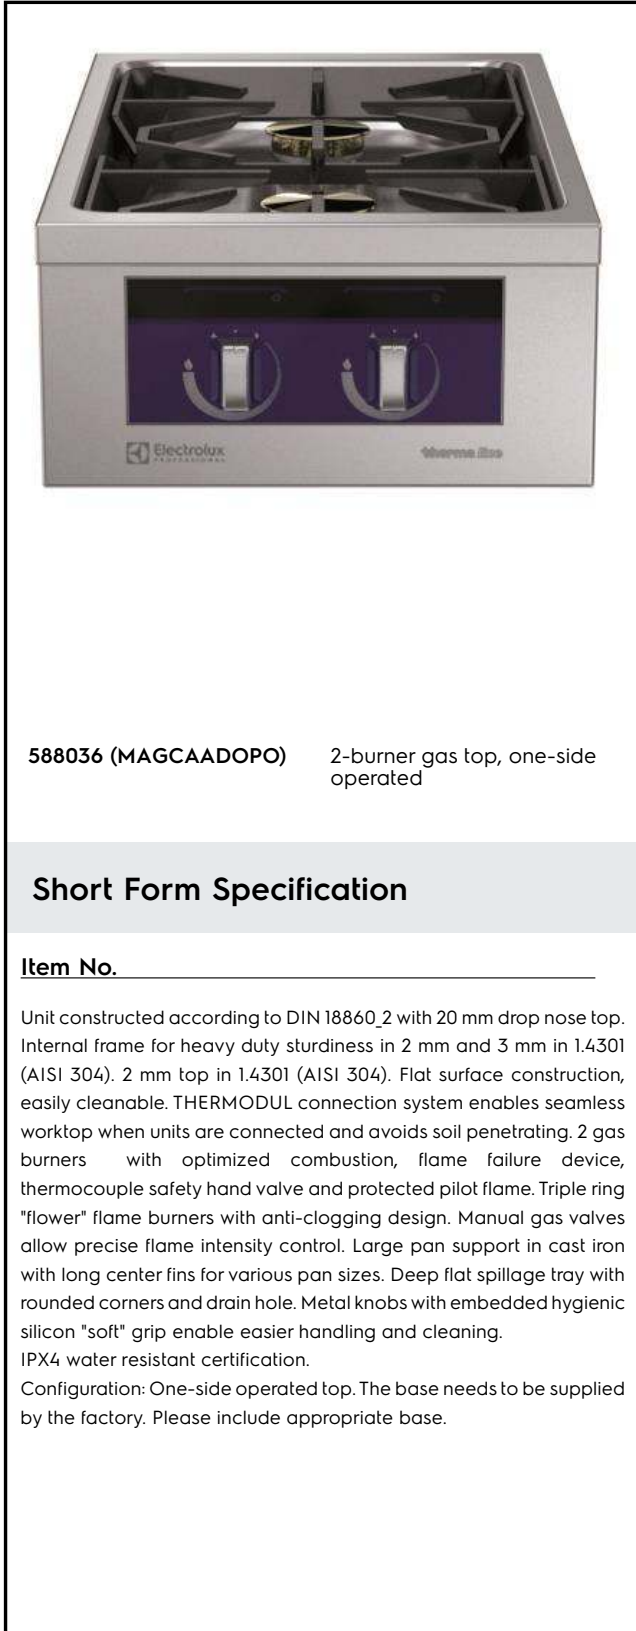 Electrolux
PROFESSIONAL
thermaline
588036 (MAGCAADOPO)
2-burner gas top, one-side
operated
Short Form Specification
Item No.
Unit constructed according to DIN 18860_2 with 20 mm drop nose top.
Internal frame for heavy duty sturdiness in 2 mm and 3 mm in 1.4301
(AISI 304). 2 mm top in 1.4301 (AISI 304). Flat surface construction,
easily cleanable. THERMODUL connection system enables seamless
worktop when units are connected and avoids soil penetrating. 2 gas
burners with optimized combustion, flame failure device,
thermocouple safety hand valve and protected pilot flame. Triple ring
"flower" flame burners with anti-clogging design. Manual gas valves
allow precise flame intensity control. Large pan support in cast iron
with long center fins for various pan sizes. Deep flat spillage tray with
rounded corners and drain hole. Metal knobs with embedded hygienic
silicon "soft" grip enable easier handling and cleaning.
IPX4 water resistant certification.
Configuration: One-side operated top. The base needs to be supplied
by the factory. Please include appropriate base.